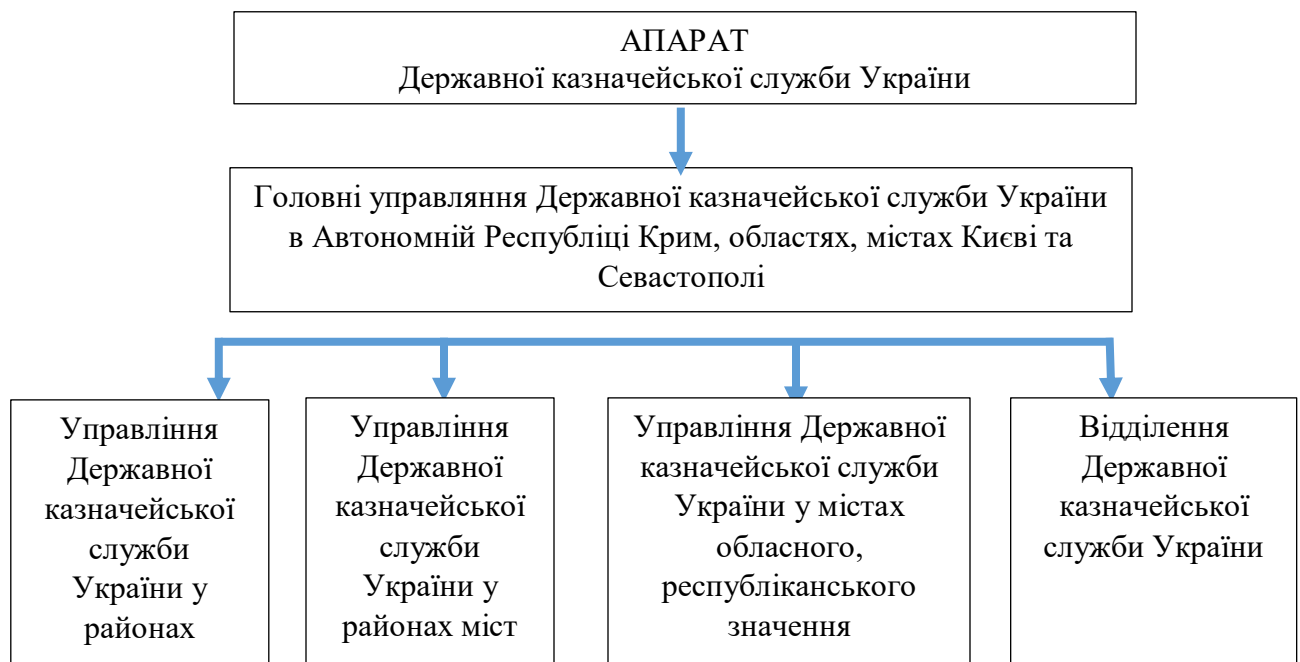 АПАРАТ
Державної казначейської служби України
Головні управляння Державної казначейської служби України
в Автономній Республіці Крим, областях, містах Києві та
Севастополі
Управління
Державної
казначейської
служби
України у
районах
Управління
Державної
казначейської
служби
України у
районах міст
Управління Державної
казначейської служби
України у містах
обласного,
республіканського
значення
Відділення
Державної
казначейської
служби України